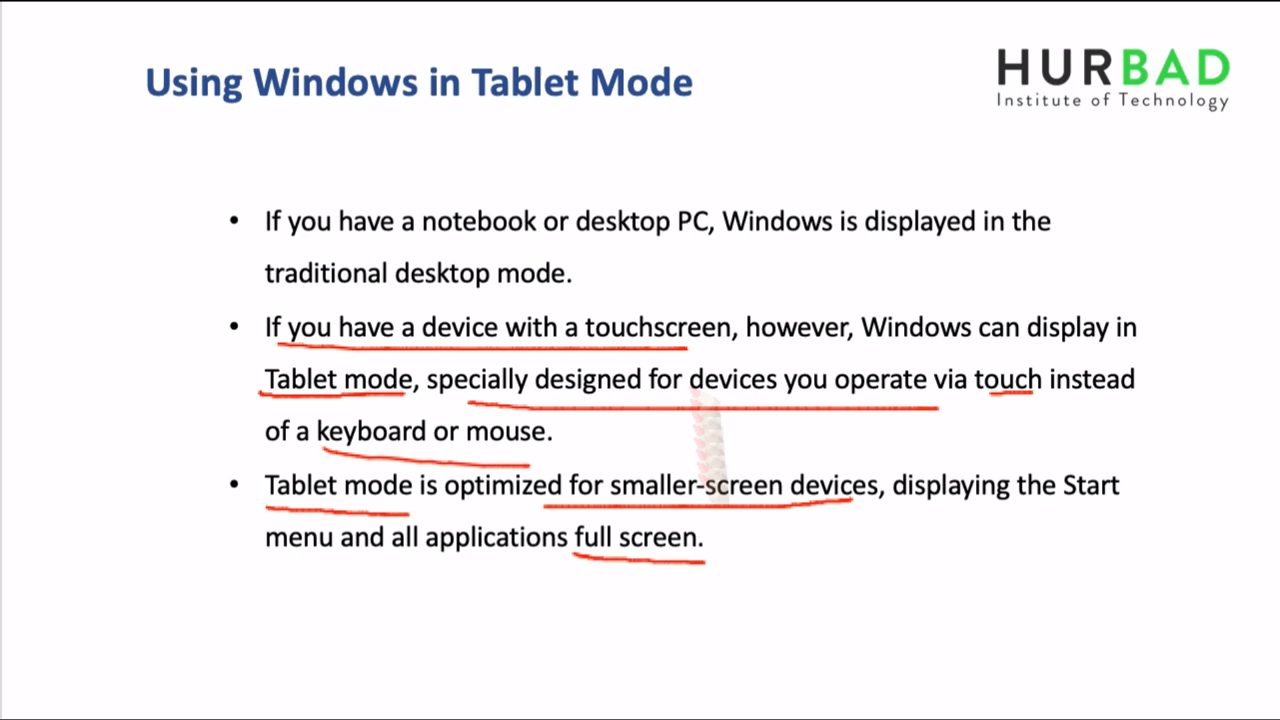 Using Windows in Tablet Mode
HURBAD
Institute of Technology
• If you have a notebook or desktop PC, Windows is displayed in the
traditional desktop mode.
• If you have a device with a touchscreen, however, Windows can display in
Tablet mode, specially designed for devices you operate via touch instead
of a keyboard or mouse.
• Tablet mode is optimized for smaller-screen devices, displaying the Start
menu and all applications full screen.